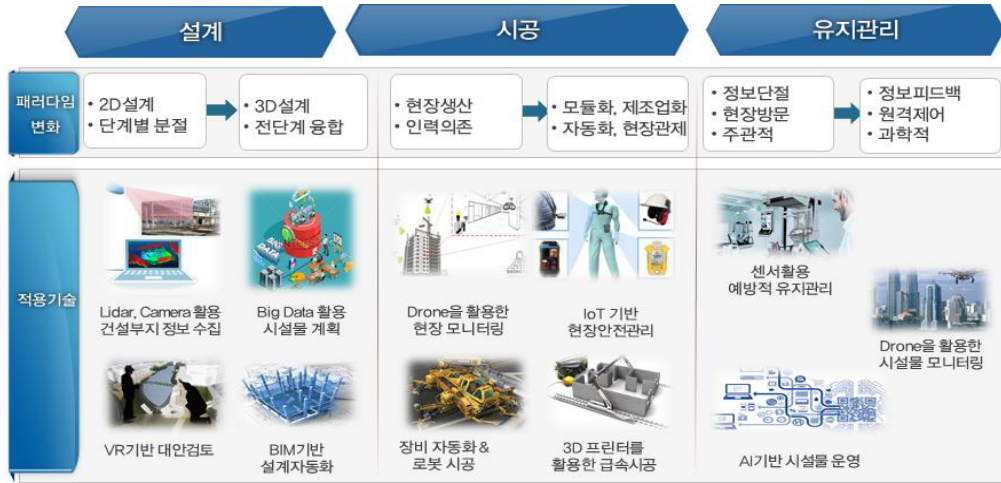 설계
시공
유지관리
패러다임
변화
• 2D설계
• 단계별 분절
• 3D설계
• 전단계 융합
• 현장생산
• 인력의존
• 모듈화, 제조업화
• 자동화, 현장관제
• 정보단절
• 현장방문
• 주관적
• 정보피드백
• 원격제어
• 과학적
적용기술
Lidar, Camera 활용
건설부지 정보 수집
DATA
Big Data 활용
시설물 계획
Drone을 활용한
현장 모니터링
IoT 기반
현장안전관리
센서활용
예방적 유지관리
Drone을 활용한
시설물 모니터링
VR기반 대안검토
BIM기반
설계자동화
장비 자동화 &
로봇 시공
3D 프린터를
활용한 급속시공
AI기반 시설물 운영